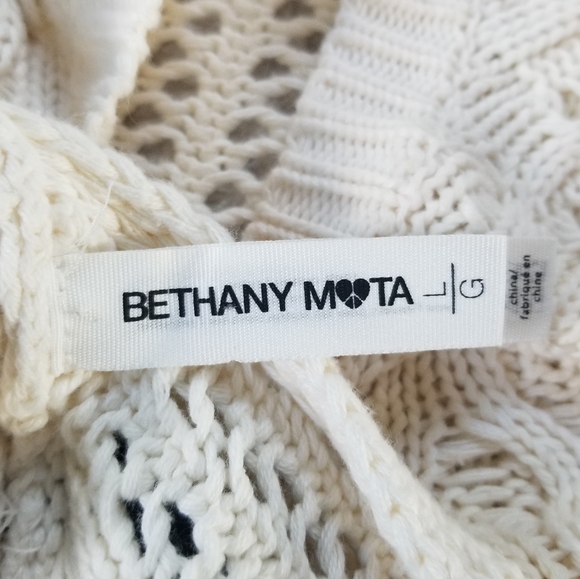 BETHANY MOTA
L/G
china/
fabriqué en
chine